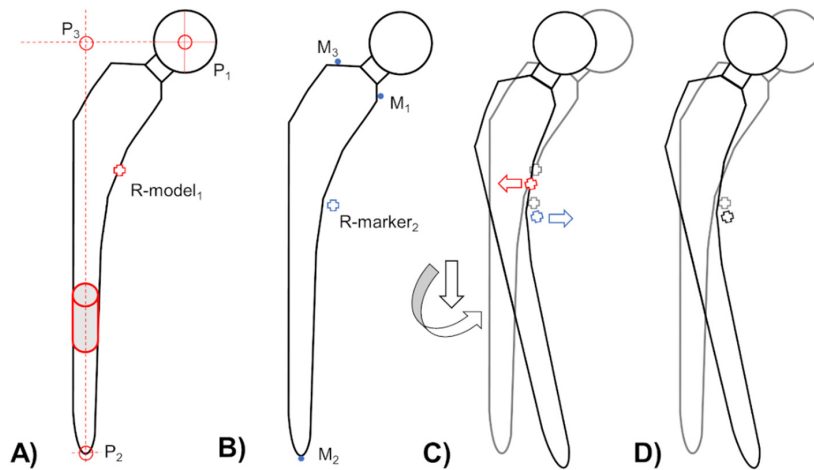 P₃
P₁
R-model₁
P₂
A)
M₃
M₁
R-marker₂
M₂
B)
C)
D)